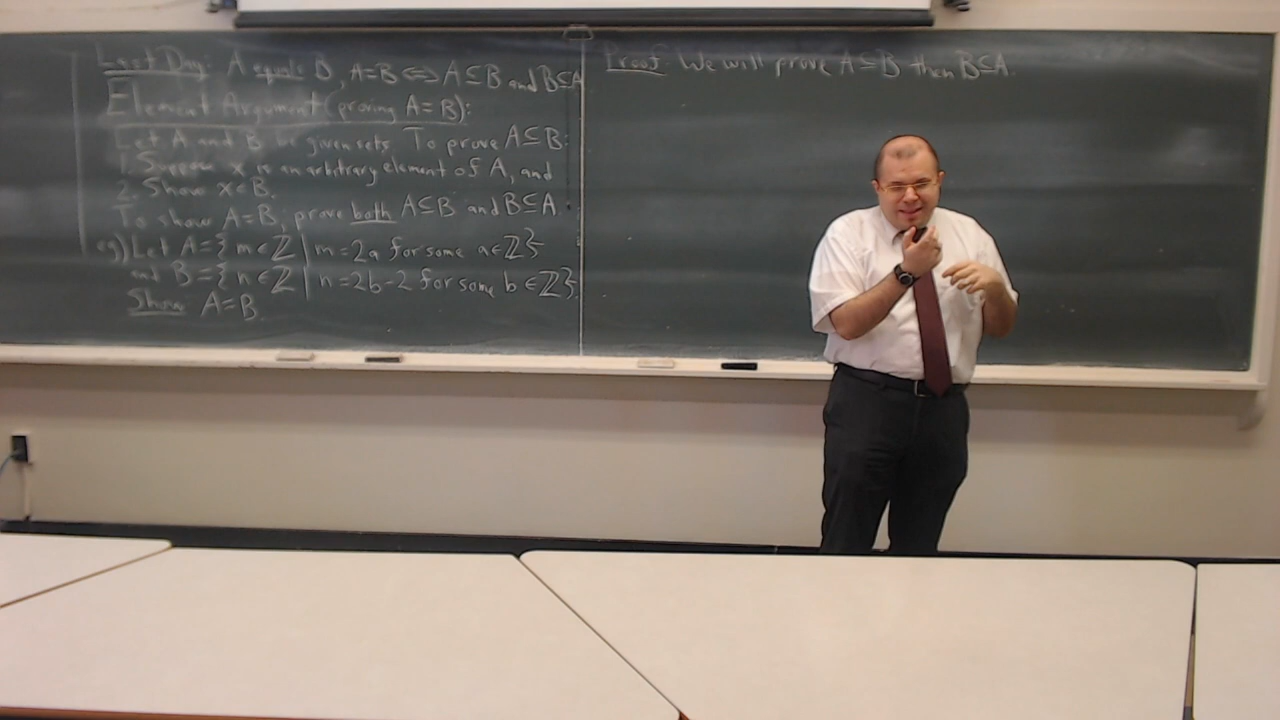 Last Day: A equals B, A=B ⟺ A⊆B and B⊆A
Element Argument (proving A=B):
Let A and B be given sets. To prove A⊆B:
1. Suppose x is an arbitrary element of A, and
2. Show x∈B.
To show A=B, prove both A⊆B and B⊆A.
eg) Let A={m∈ℤ | m=2a for some a∈ℤ}
and B={n∈ℤ | n=2b-2 for some b∈ℤ}.
Show A=B.
Proof: We will prove A⊆B then B⊆A.